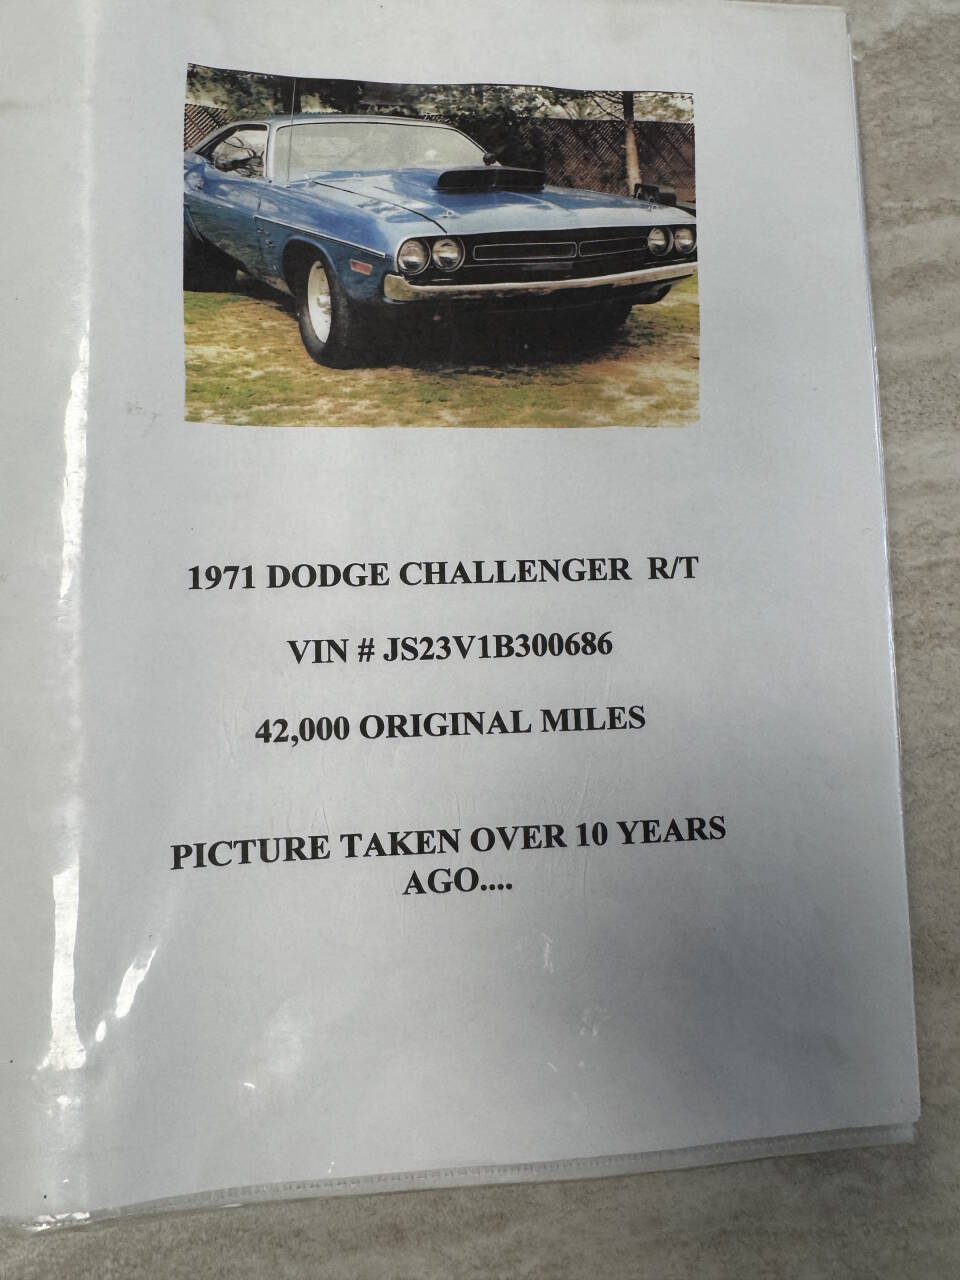 1971 DODGE CHALLENGER R/T
VIN # JS23V1B300686
42,000 ORIGINAL MILES
PICTURE TAKEN OVER 10 YEARS
AGO....